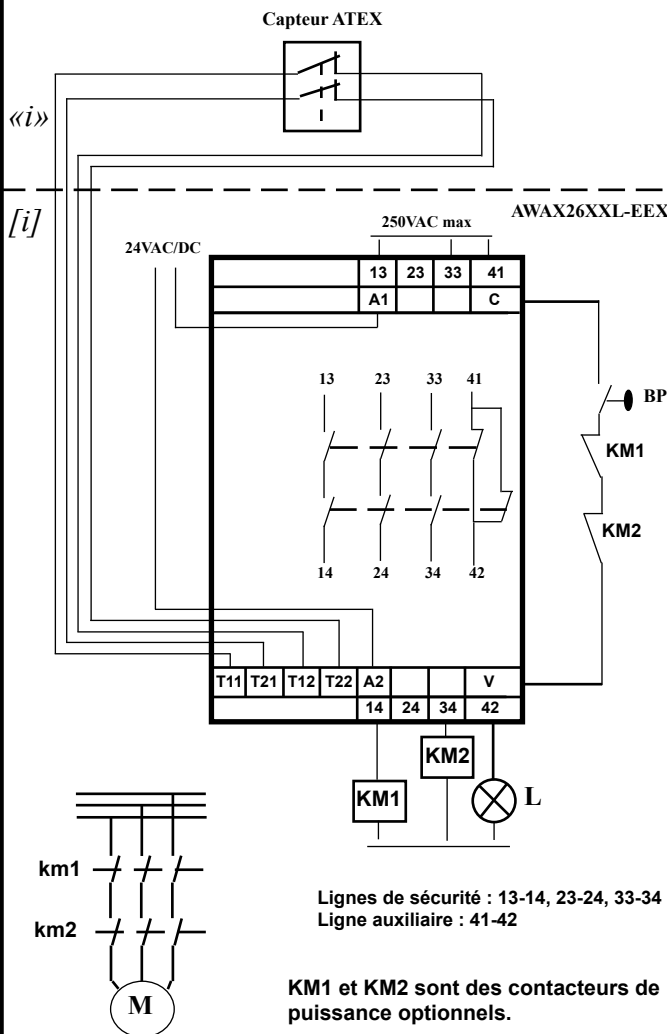 Capteur ATEX
«i»
[i]
AWAX26XXL-EEX
250VAC max
24VAC/DC
13 23 33 41
A1 C
13 23 33 41
BP
KM1
KM2
14 24 34 42
T11 T21 T12 T22 A2 V
14 24 34 42
KM2
KM1
L
km1
km2
M
Lignes de sécurité : 13-14, 23-24, 33-34
Ligne auxiliaire : 41-42
KM1 et KM2 sont des contacteurs de
puissance optionnels.